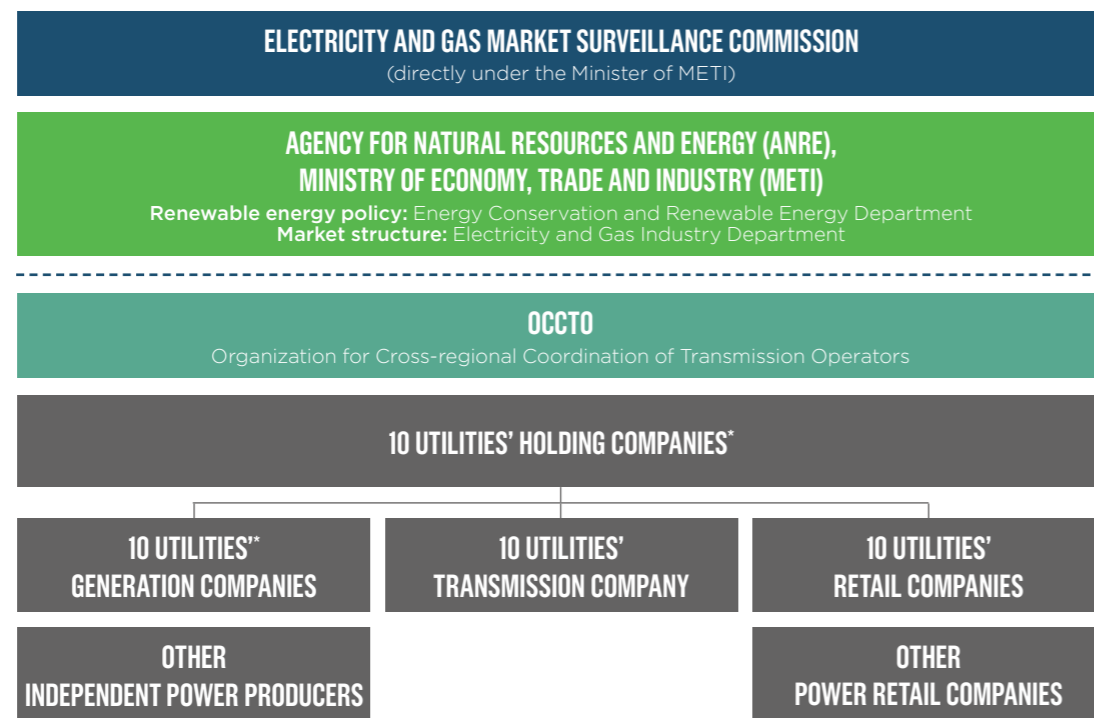 ELECTRICITY AND GAS MARKET SURVEILLANCE COMMISSION
(directly under the Minister of METI)
AGENCY FOR NATURAL RESOURCES AND ENERGY (ANRE),
MINISTRY OF ECONOMY, TRADE AND INDUSTRY (METI)
Renewable energy policy: Energy Conservation and Renewable Energy Department
Market structure: Electricity and Gas Industry Department
OCCTO
Organization for Cross-regional Coordination of Transmission Operators
10 UTILITIES’ HOLDING COMPANIES*
10 UTILITIES’*
GENERATION COMPANIES
10 UTILITIES’
TRANSMISSION COMPANY
10 UTILITIES’
RETAIL COMPANIES
OTHER
INDEPENDENT POWER PRODUCERS
OTHER
POWER RETAIL COMPANIES